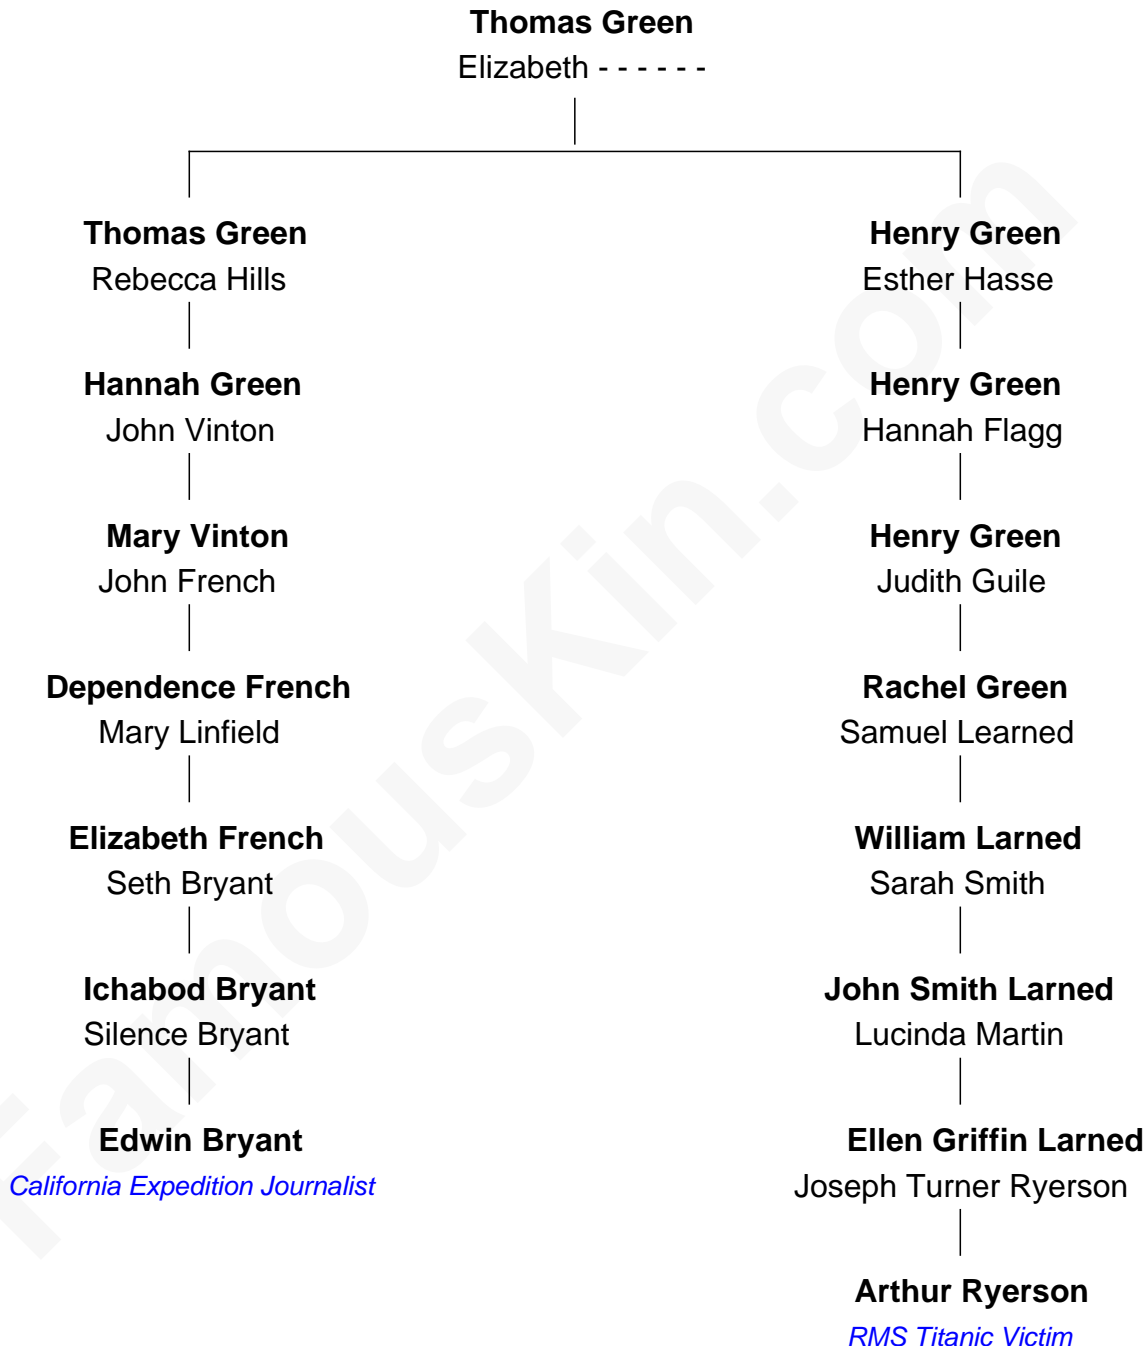 Thomas Green
Elizabeth - - - - - -
Thomas Green
Rebecca Hills
Hannah Green
John Vinton
Mary Vinton
John French
Dependence French
Mary Linfield
Elizabeth French
Seth Bryant
Ichabod Bryant
Silence Bryant
Edwin Bryant
California Expedition Journalist
Henry Green
Esther Hasse
Henry Green
Hannah Flagg
Henry Green
Judith Guile
Rachel Green
Samuel Learned
William Larned
Sarah Smith
John Smith Larned
Lucinda Martin
Ellen Griffin Larned
Joseph Turner Ryerson
Arthur Ryerson
RMS Titanic Victim
FamousKin.com